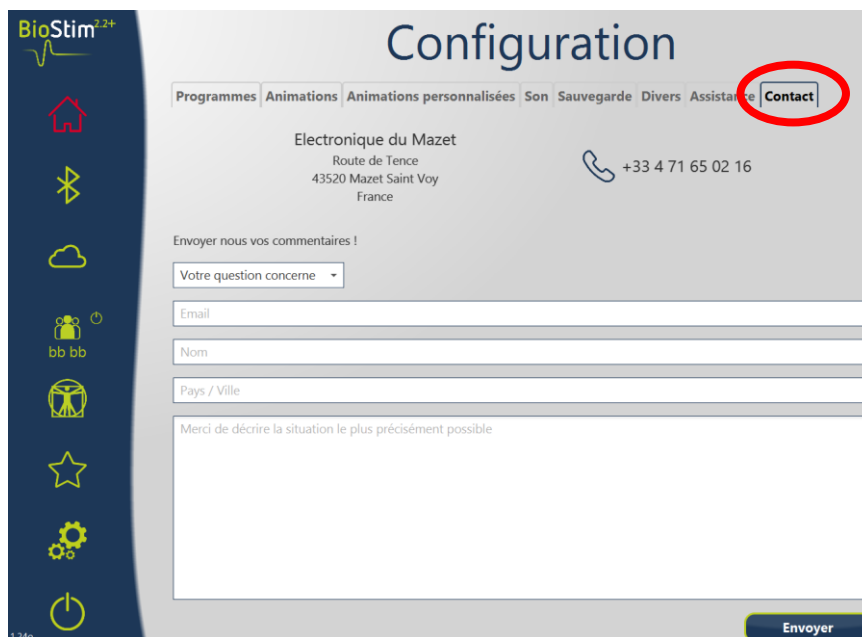 BioStim2.2+
Configuration
Programmes Animations Animations personnalisées Son Sauvegarde Divers Assistance Contact
Electronique du Mazet
Route de Tence
43520 Mazet Saint Voy
France
+33 4 71 65 02 16
Envoyer nous vos commentaires !
Votre question concerne
Email
Nom
Pays / Ville
Merci de décrire la situation le plus précisément possible
bb bb
Envoyer